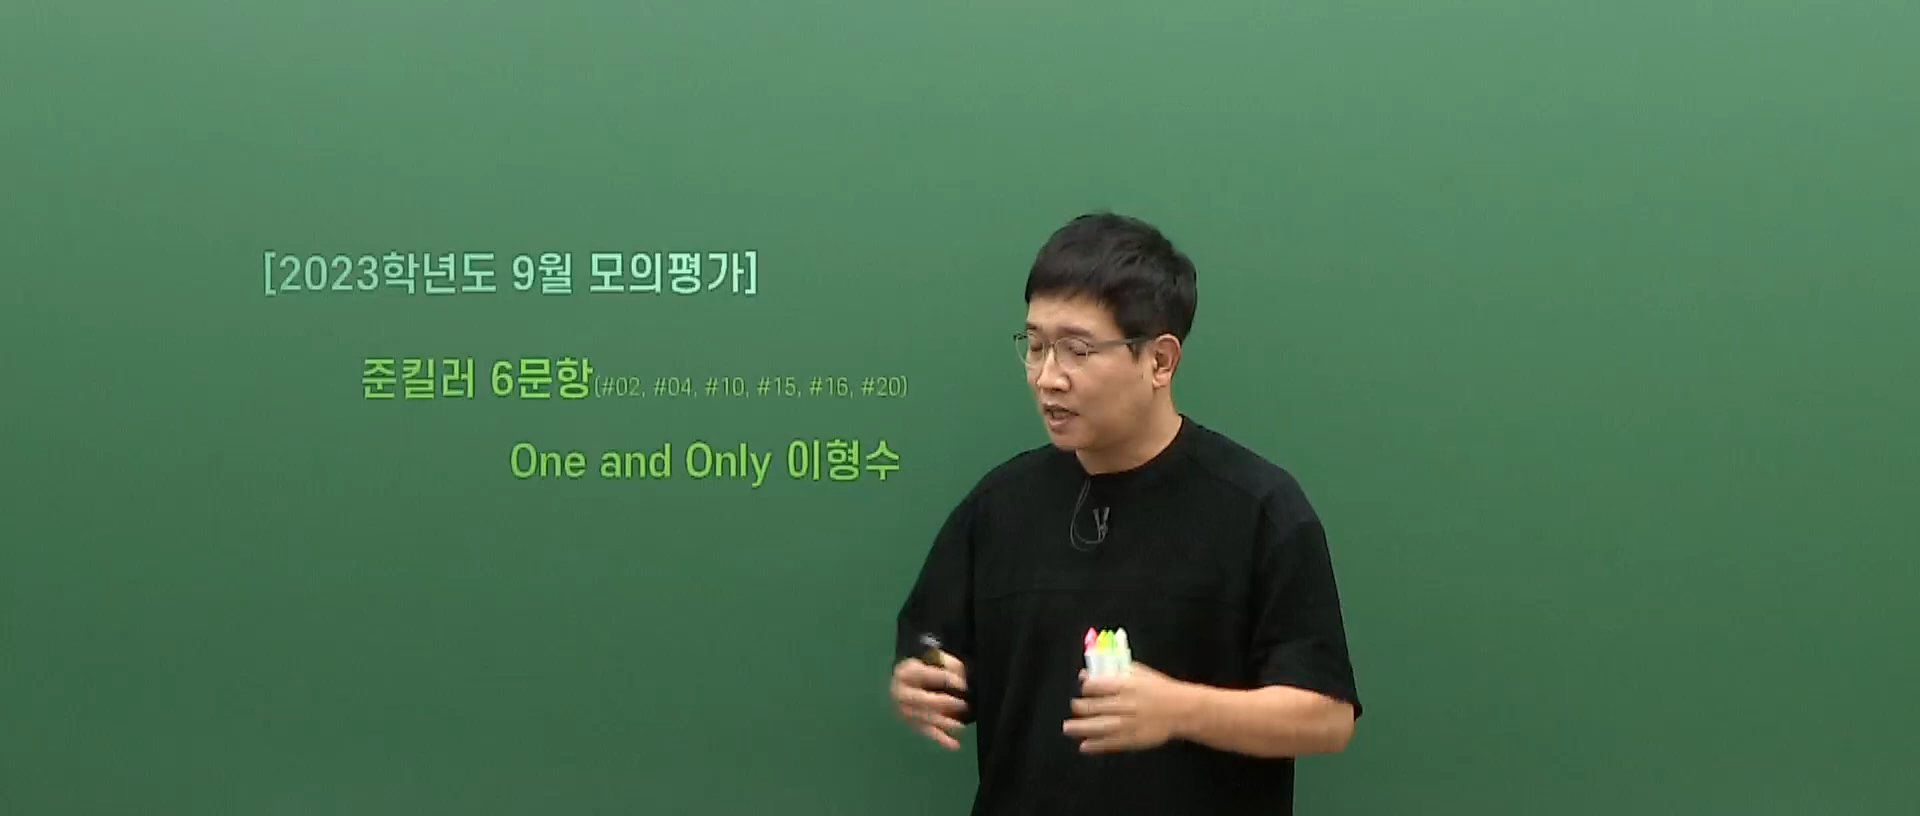 [2023학년도 9월 모의평가]
준킬러 6문항(#02, #04, #10, #15, #16, #20)
One and Only 이형수